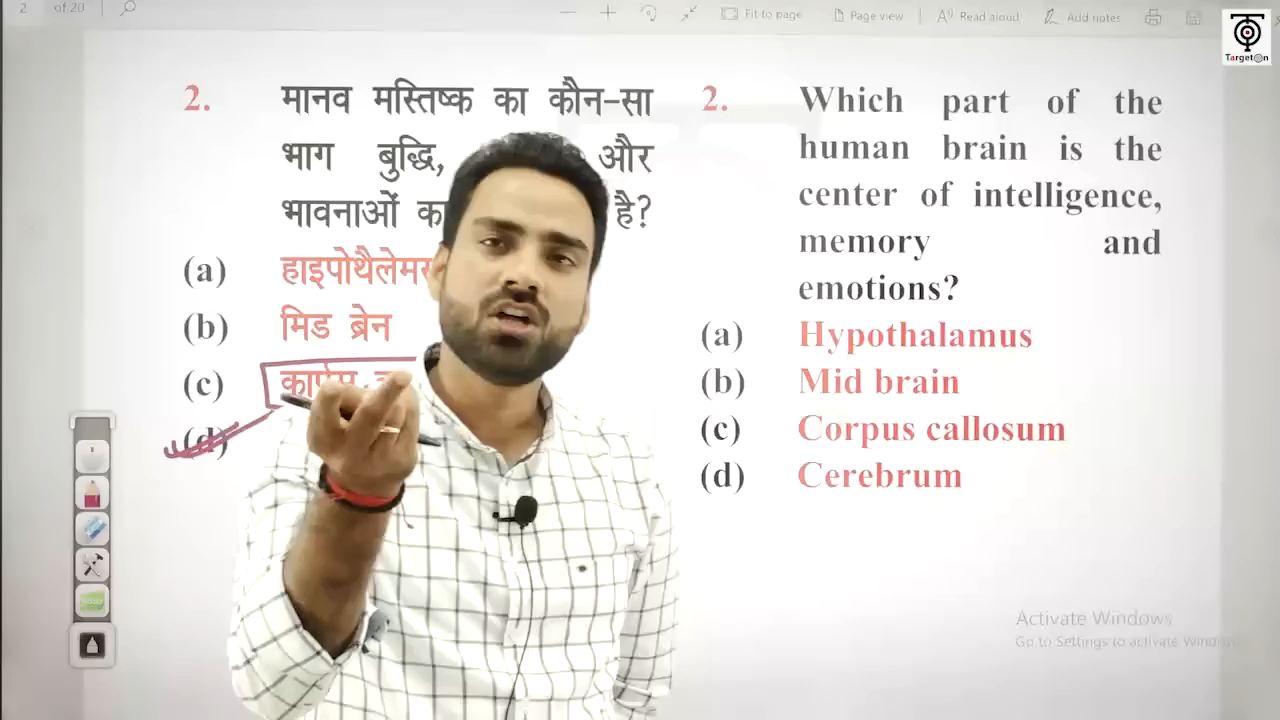 2 of 20
Fit to page
Page view
Read aloud
Add notes
TargetOn
2. मानव मस्तिष्क का कौन-सा
भाग बुद्धि, और
भावनाओं है?
(a)
(b) मिड ब्रेन
(c)
(d)
2. Which part of the
human brain is the
center of intelligence,
memory and
emotions?
(a) Hypothalamus
(b) Mid brain
(c) Corpus callosum
(d) Cerebrum
Activate Windows
Go to Settings to activate Windows